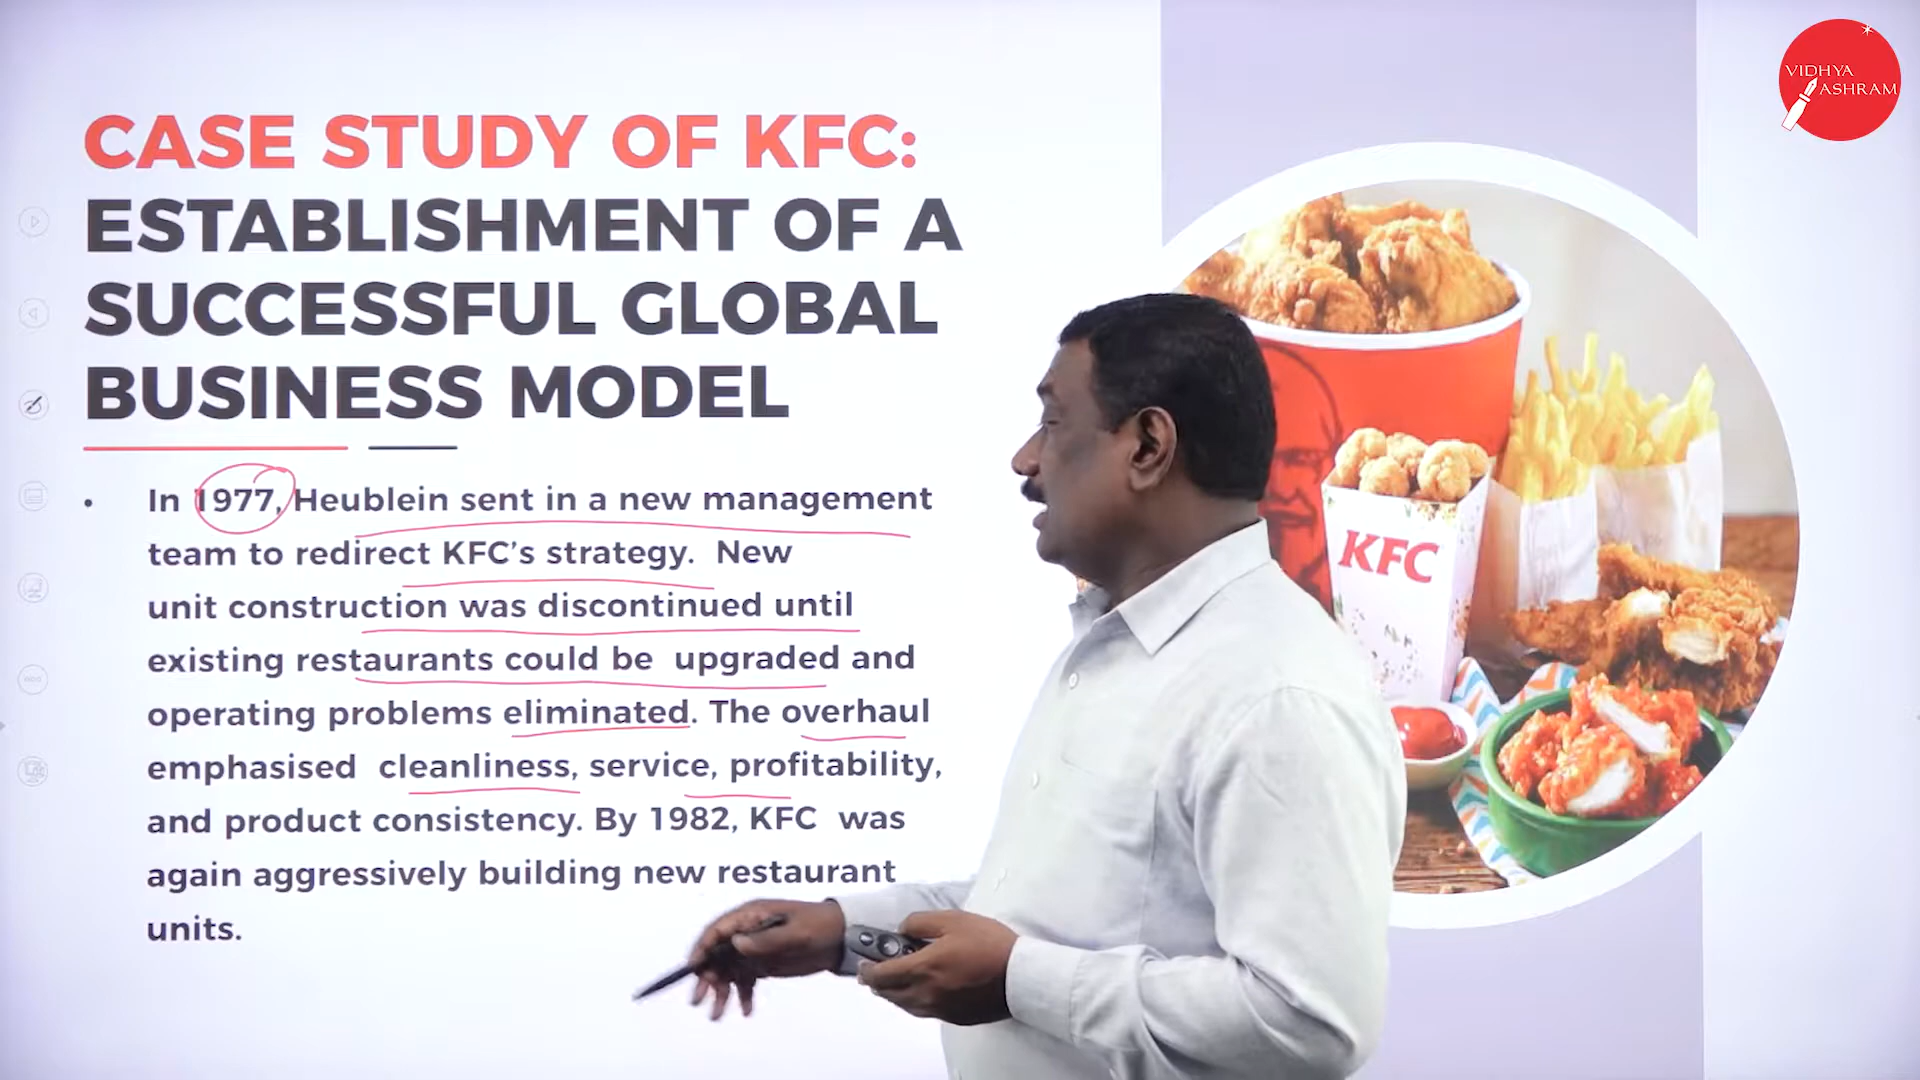 VIDHYA
ASHRAM
CASE STUDY OF KFC:
ESTABLISHMENT OF A
SUCCESSFUL GLOBAL
BUSINESS MODEL
• In 1977, Heublein sent in a new management
team to redirect KFC's strategy. New
unit construction was discontinued until
existing restaurants could be upgraded and
operating problems eliminated. The overhaul
emphasised cleanliness, service, profitability,
and product consistency. By 1982, KFC was
again aggressively building new restaurant
units.
KFC